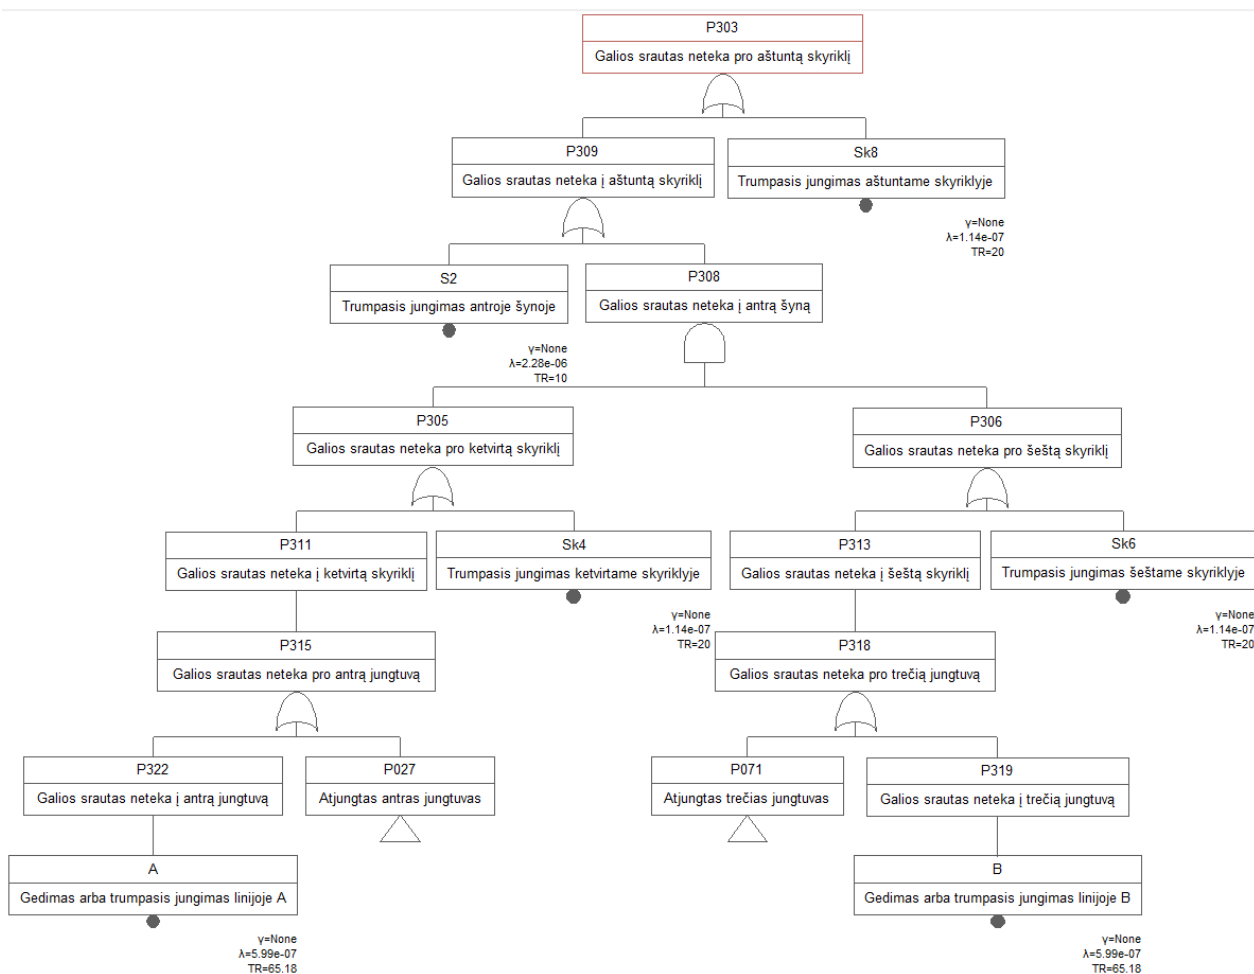 P303
Galios srautas neteka pro aštuntą skyriklį
P309
Galios srautas neteka į aštuntą skyriklį
Sk8
Trumpasis jungimas aštuntame skyriklyje
γ=None
λ=1.14e-07
TR=20
S2
Trumpasis jungimas antroje šynoje
γ=None
λ=2.28e-06
TR=10
P308
Galios srautas neteka į antrą šyną
P305
Galios srautas neteka pro ketvirtą skyriklį
P306
Galios srautas neteka pro šeštą skyriklį
P311
Galios srautas neteka į ketvirtą skyriklį
Sk4
Trumpasis jungimas ketvirtame skyriklyje
γ=None
λ=1.14e-07
TR=20
P313
Galios srautas neteka į šeštą skyriklį
Sk6
Trumpasis jungimas šeštame skyriklyje
γ=None
λ=1.14e-07
TR=20
P315
Galios srautas neteka pro antrą jungtuvą
P318
Galios srautas neteka pro trečią jungtuvą
P322
Galios srautas neteka į antrą jungtuvą
P027
Atjungtas antras jungtuvas
P071
Atjungtas trečias jungtuvas
P319
Galios srautas neteka į trečią jungtuvą
A
Gedimas arba trumpasis jungimas linijoje A
γ=None
λ=5.99e-07
TR=65.18
B
Gedimas arba trumpasis jungimas linijoje B
γ=None
λ=5.99e-07
TR=65.18